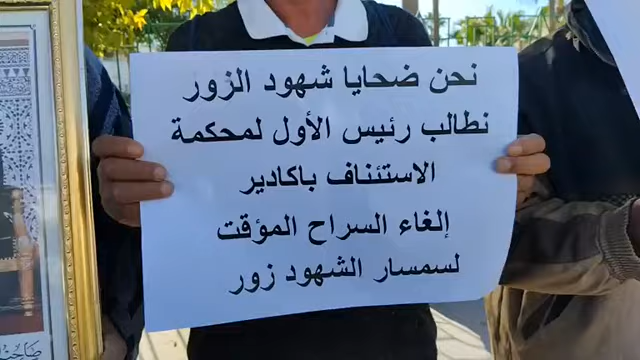 نحن ضحايا شهود الزور
نطالب رئيس الأول لمحكمة
الاستئناف باكادير
إلغاء السراح المؤقت
لسمسار الشهود زور